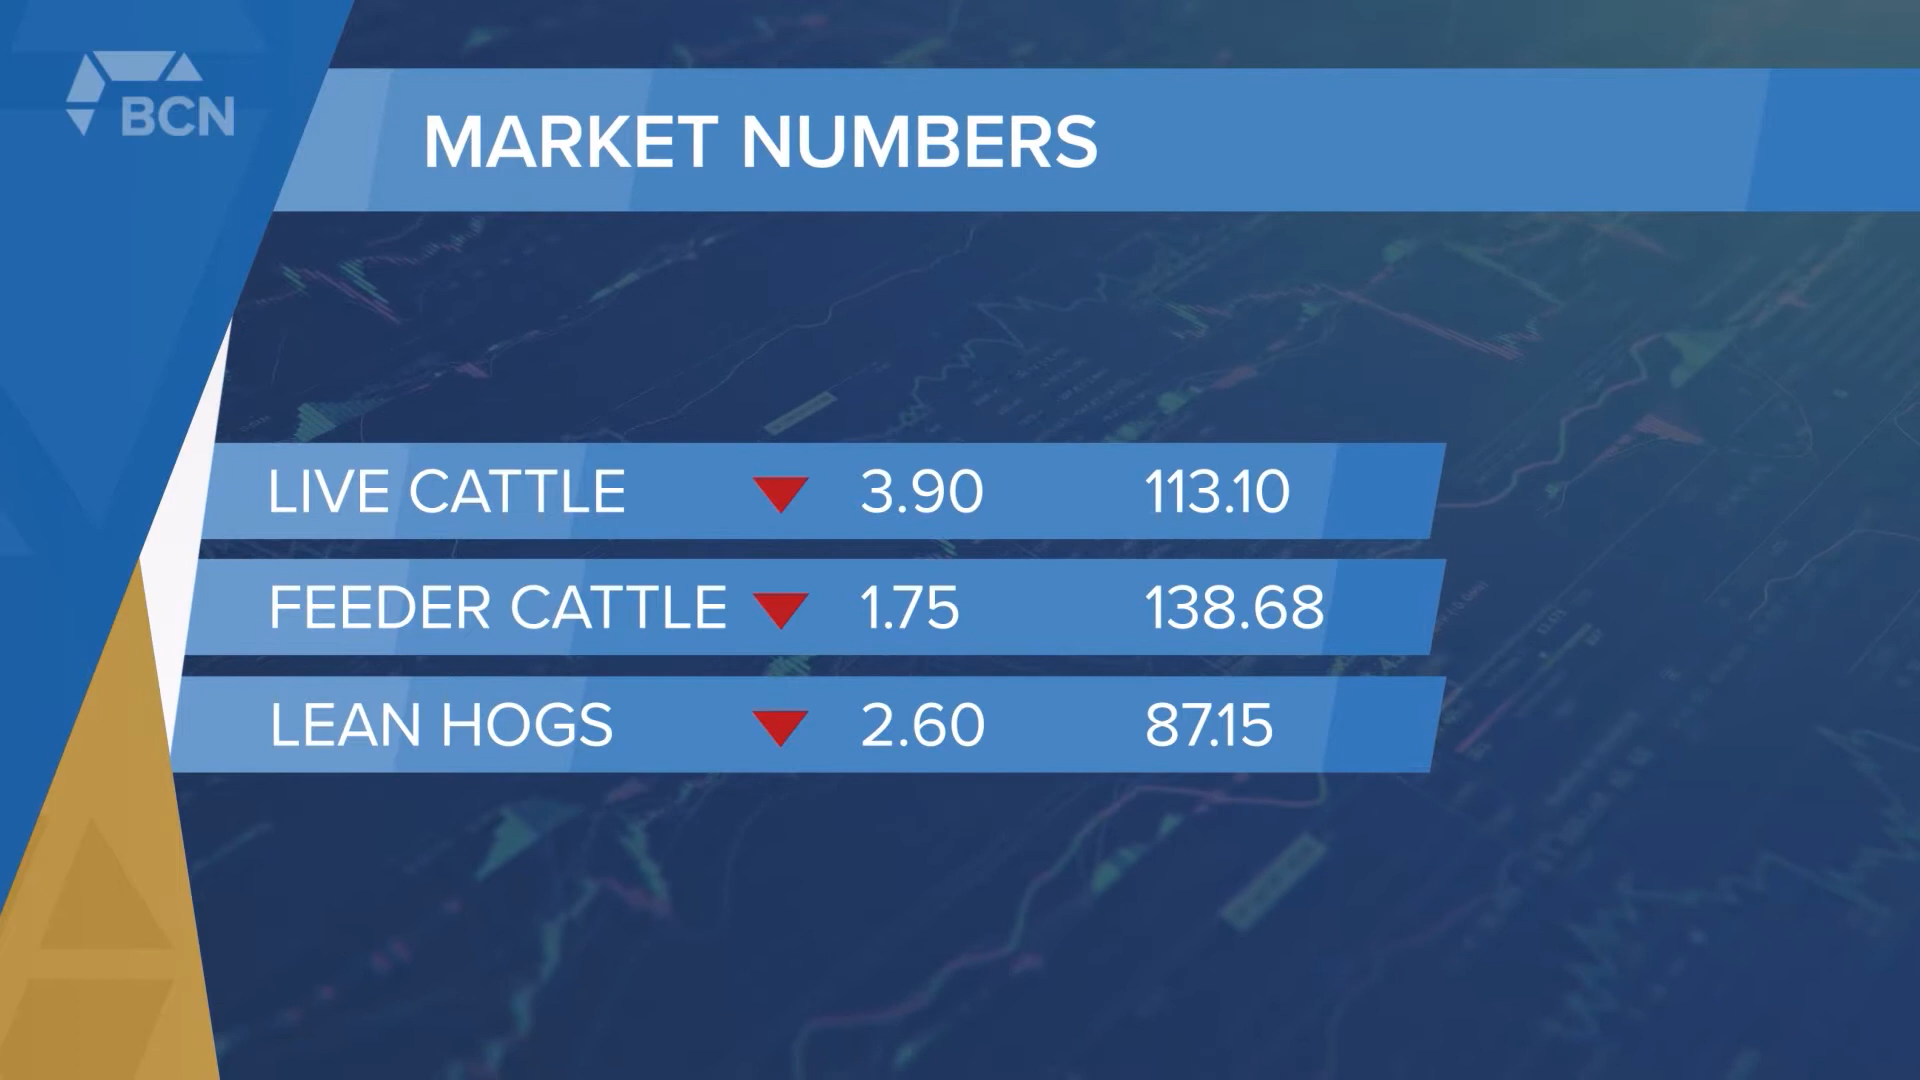 BCN
MARKET NUMBERS
LIVE CATTLE 3.90 113.10
FEEDER CATTLE 1.75 138.68
LEAN HOGS 2.60 87.15